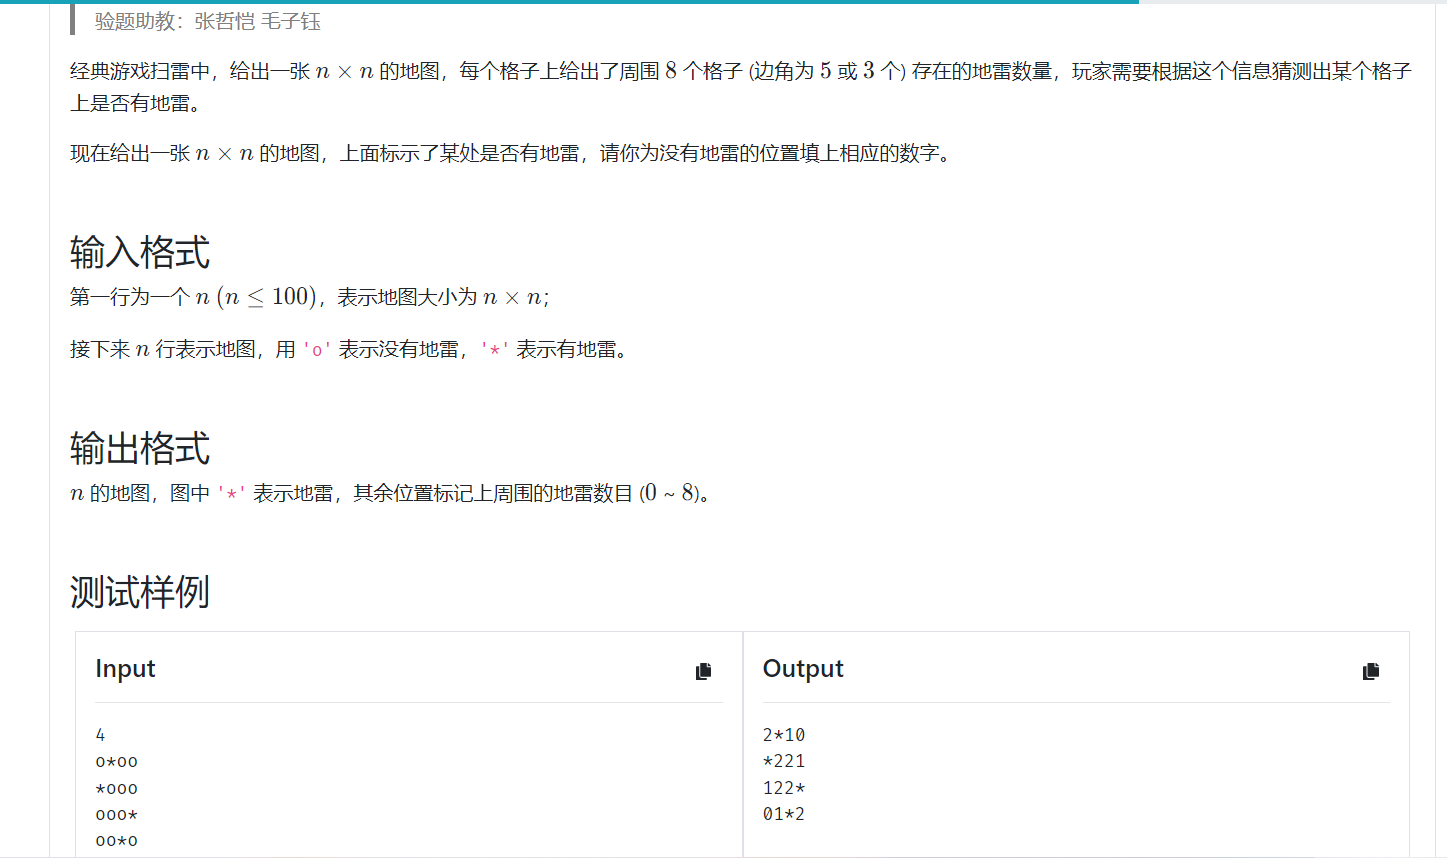 验题助教：张哲恺 毛子钰
经典游戏扫雷中，给出一张 n × n 的地图，每个格子上给出了周围 8 个格子 (边角为 5 或 3 个) 存在的地雷数量，玩家需要根据这个信息猜测出某个格子
上是否有地雷。
现在给出一张 n × n 的地图，上面标示了某处是否有地雷，请你为没有地雷的位置填上相应的数字。
输入格式
第一行为一个 n (n ≤ 100)，表示地图大小为 n × n；
接下来 n 行表示地图，用 'o' 表示没有地雷，'*' 表示有地雷。
输出格式
n 的地图，图中 '*' 表示地雷，其余位置标记上周围的地雷数目 (0 ~ 8)。
测试样例
Input
4
o*oo
*ooo
ooo*
oo*o
Output
2*10
*221
122*
01*2